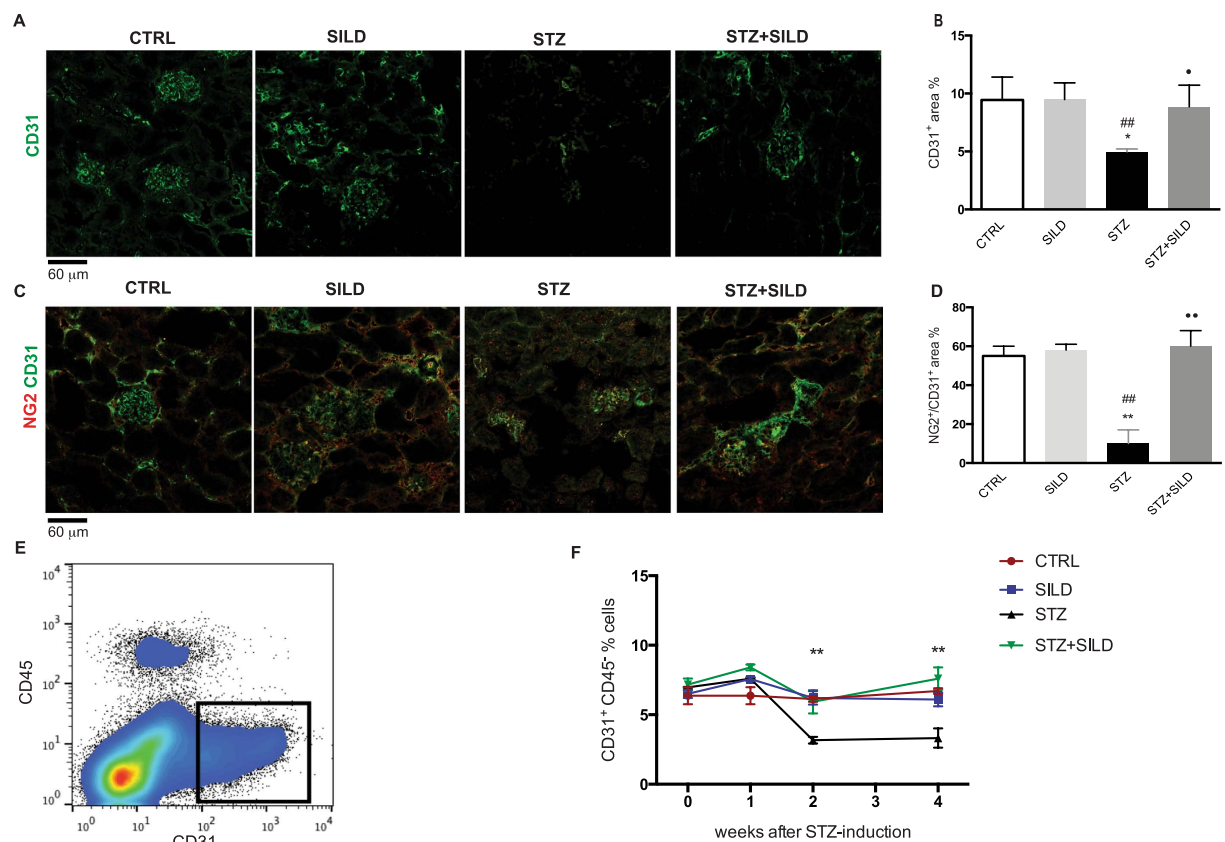 A
CTRL
SILD
STZ
STZ+SILD
CD31
60 μm
B
CD31⁺ area %
15
10
5
0
##
*
•
CTRL
SILD
STZ
STZ+SILD
C
CTRL
SILD
STZ
STZ+SILD
NG2 CD31
60 μm
D
NG2⁺/CD31⁺ area %
80
60
40
20
0
##
**
••
CTRL
SILD
STZ
STZ+SILD
E
CD45
10⁴
10³
10²
10¹
10⁰
10⁰ 10¹ 10² 10³ 10⁴
CD31
F
CD31⁺ CD45⁻ % cells
15
10
5
0
** **
0 1 2 3 4
weeks after STZ-induction
CTRL
SILD
STZ
STZ+SILD